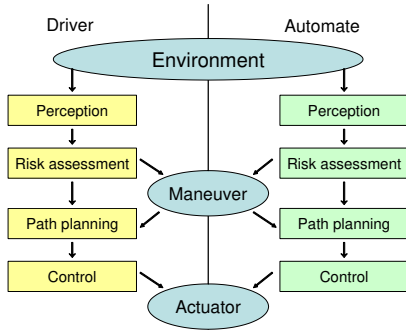 Driver Automate
Environment
Perception Perception
Risk assessment Risk assessment
Maneuver
Path planning Path planning
Control Control
Actuator